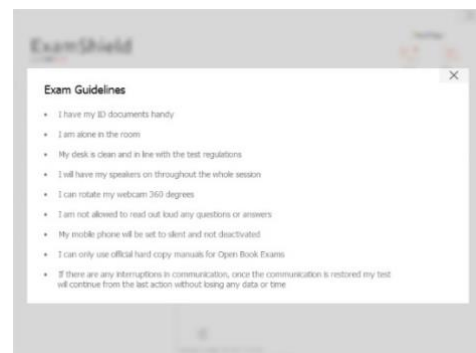 ExamShield
Exam Guidelines
• I have my ID documents handy
• I am alone in the room
• My desk is clean and in line with the test regulations
• I will have my speakers on throughout the whole session
• I can rotate my webcam 360 degrees
• I am not allowed to read out loud any questions or answers
• My mobile phone will be set to silent and not deactivated
• I can only use official hard copy manuals for Open Book Exams
• If there are any interruptions in communication, once the communication is restored my test
will continue from the last action without losing any data or time